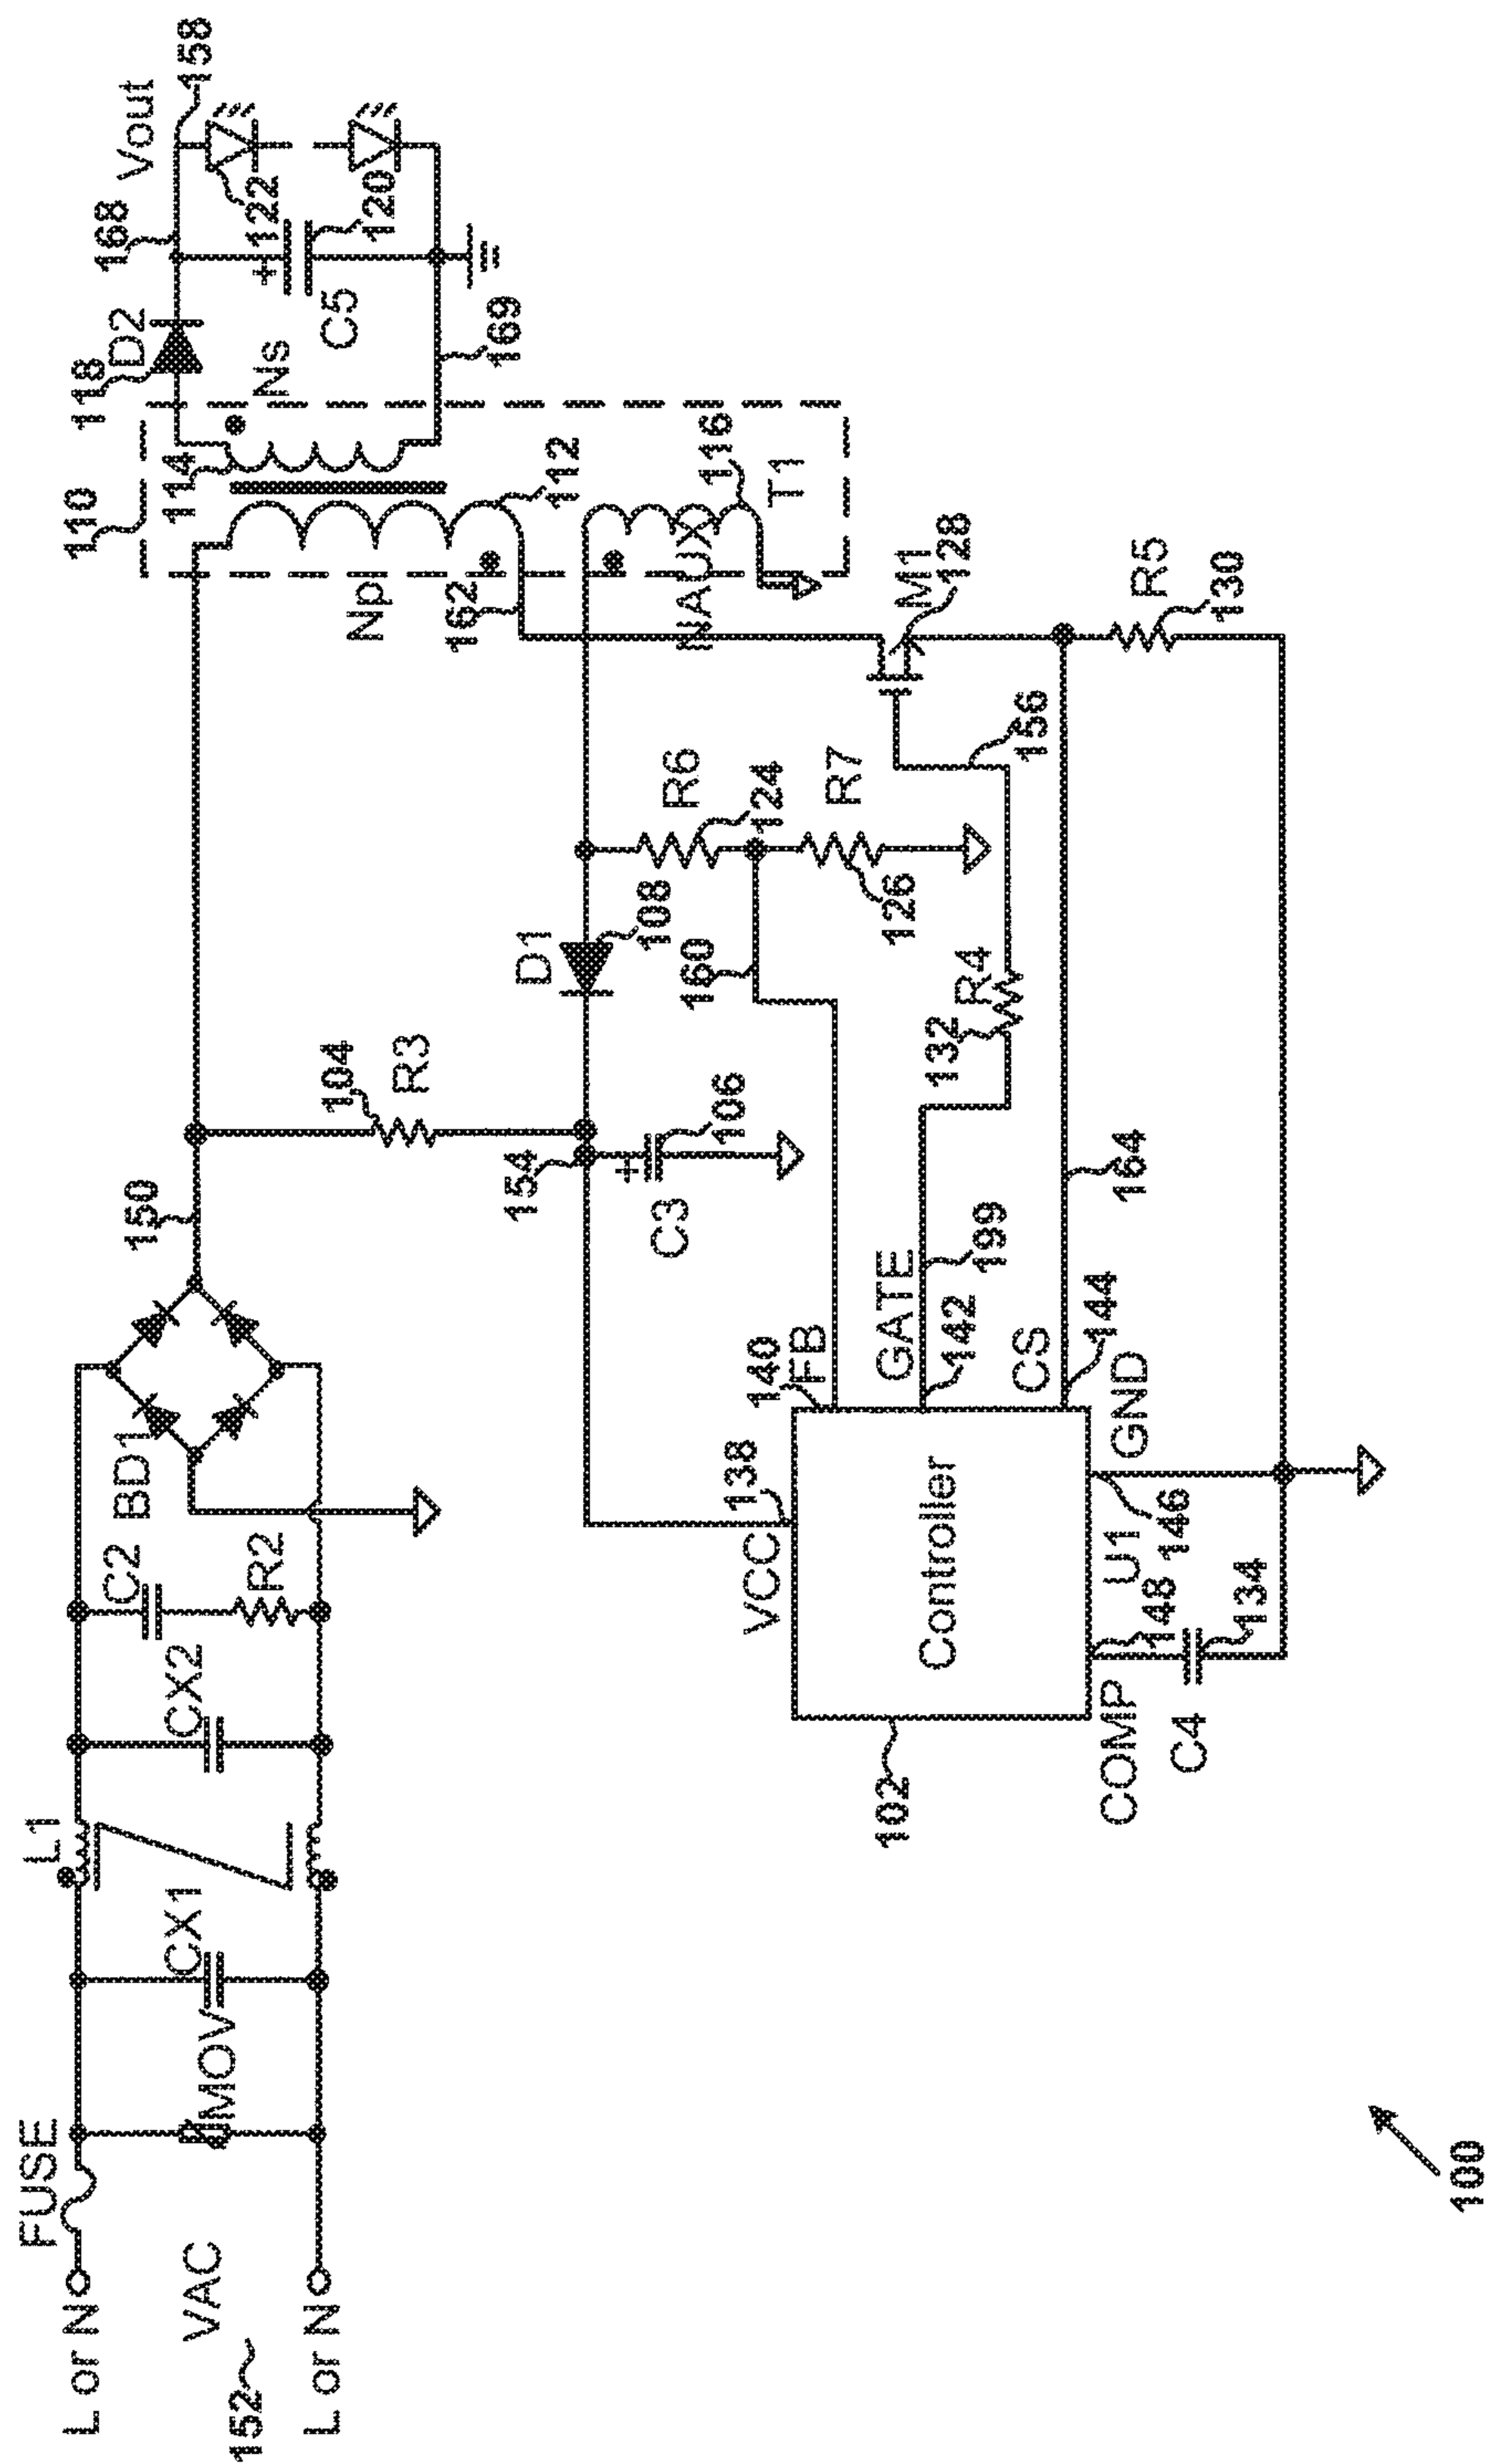 FUSE
L or N
VAC
152
L or N
MOV
CX1
L1
CX2
C2
R2
BD1
150
104
R3
154
C3
106
D1
108
R6
124
160
R7
126
110
114
118
D2
Ns
168
Vout
158
122
120
C5
169
Np
162
112
NAUX
116
T1
M1
128
156
R5
130
R4
132
VCC
138
140
FB
GATE
142
199
CS
144
164
Controller
102
COMP
148
U1
146
GND
C4
134
100